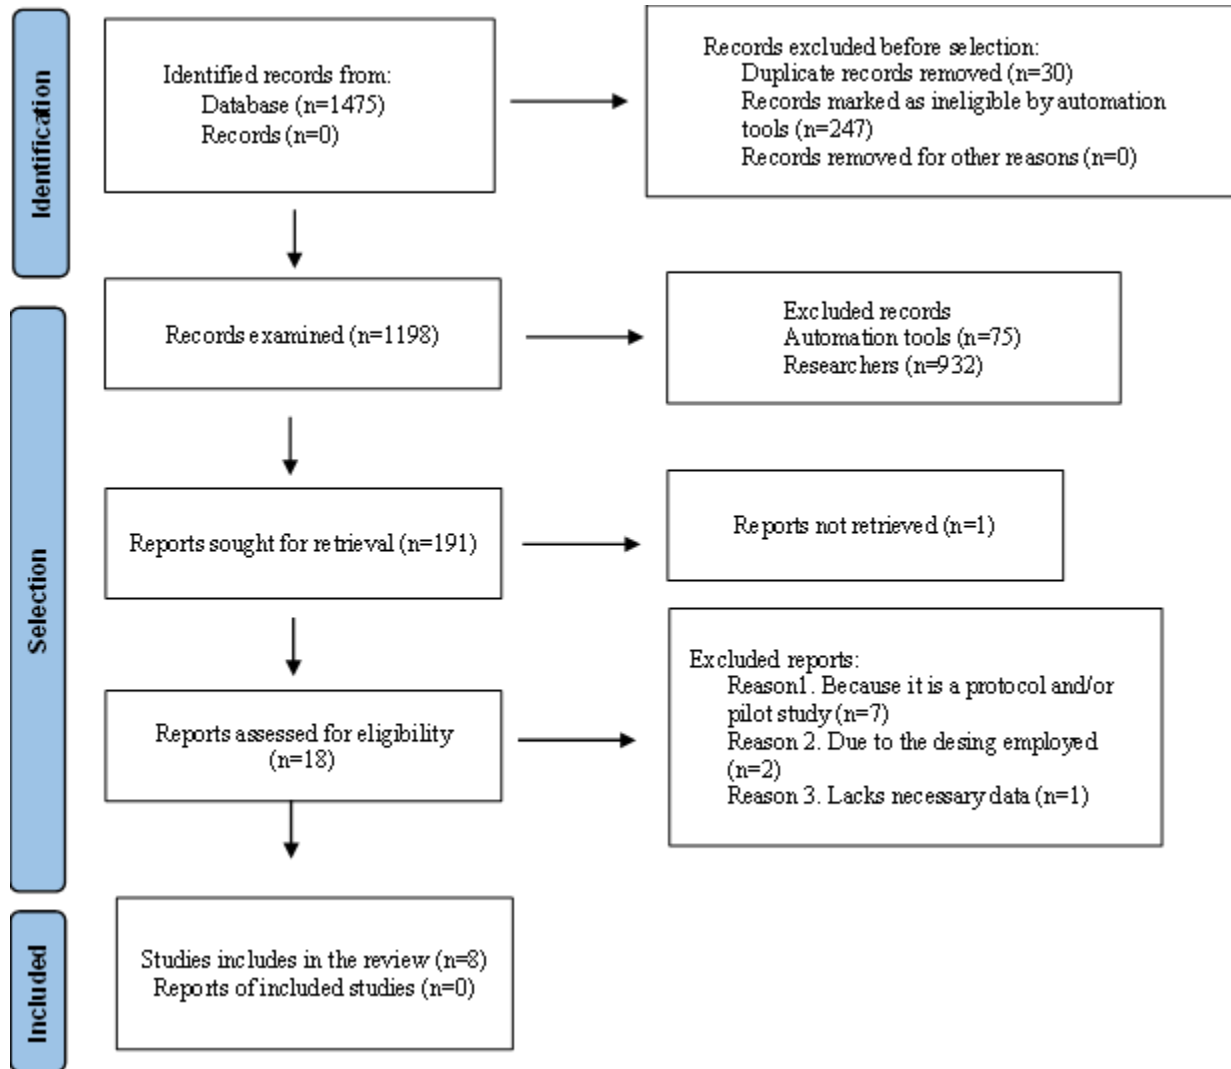 Identification
Identified records from:
Database (n=1475)
Records (n=0)
Records excluded before selection:
Duplicate records removed (n=30)
Records marked as ineligible by automation
tools (n=247)
Records removed for other reasons (n=0)
Selection
Records examined (n=1198)
Excluded records
Automation tools (n=75)
Researchers (n=932)
Reports sought for retrieval (n=191)
Reports not retrieved (n=1)
Reports assessed for eligibility
(n=18)
Excluded reports:
Reason1. Because it is a protocol and/or
pilot study (n=7)
Reason 2. Due to the desing employed
(n=2)
Reason 3. Lacks necessary data (n=1)
Included
Studies includes in the review (n=8)
Reports of included studies (n=0)